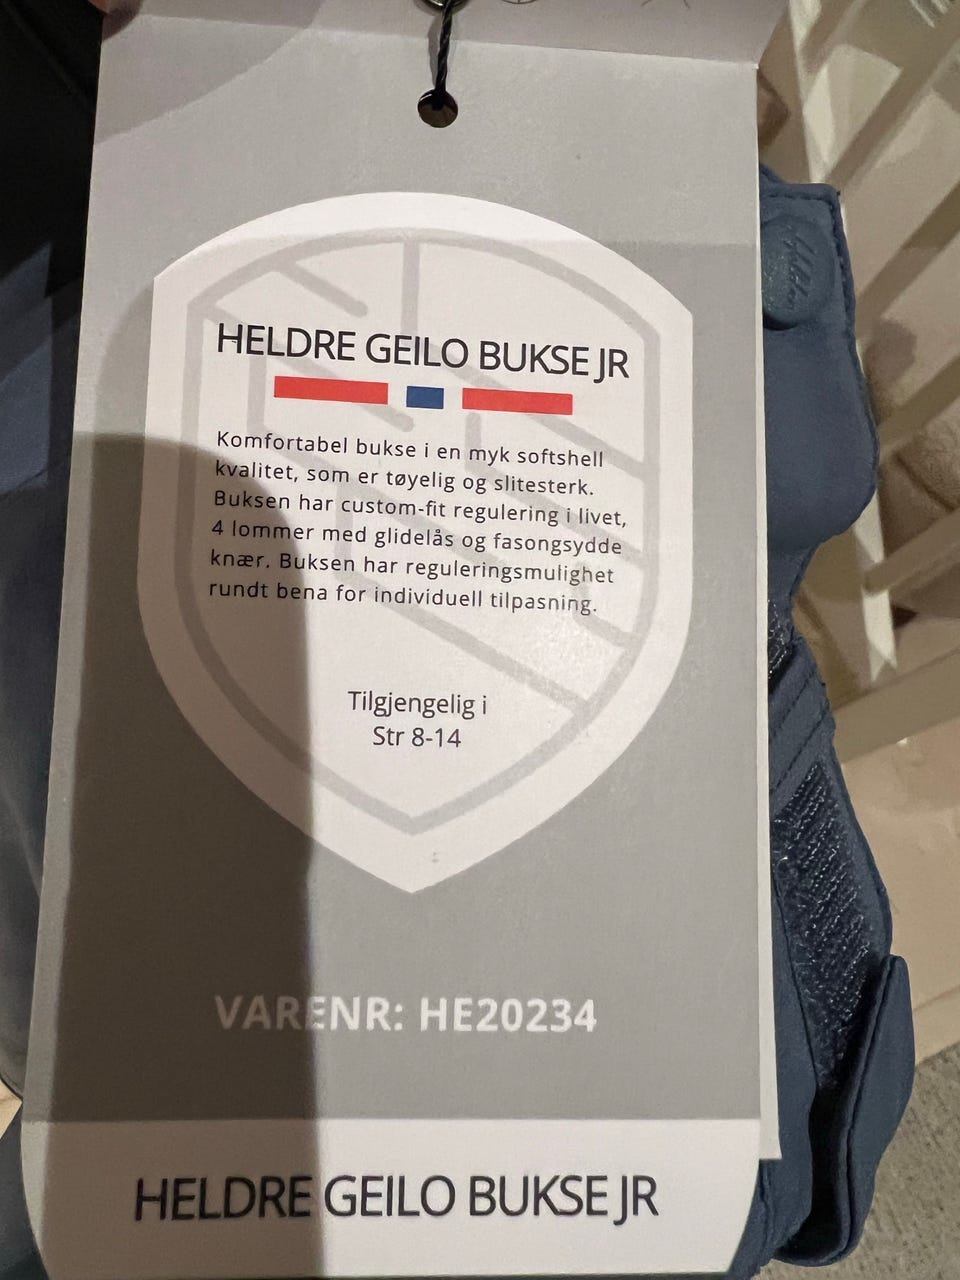 HELDRE GEILO BUKSE JR
Komfortabel bukse i en myk softshell
kvalitet, som er tøyelig og slitesterk.
Buksen har custom-fit regulering i livet,
4 lommer med glidelås og fasongsydde
knær. Buksen har reguleringsmulighet
rundt bena for individuell tilpasning.
Tilgjengelig i
Str 8-14
VARENR: HE20234
HELDRE GEILO BUKSE JR